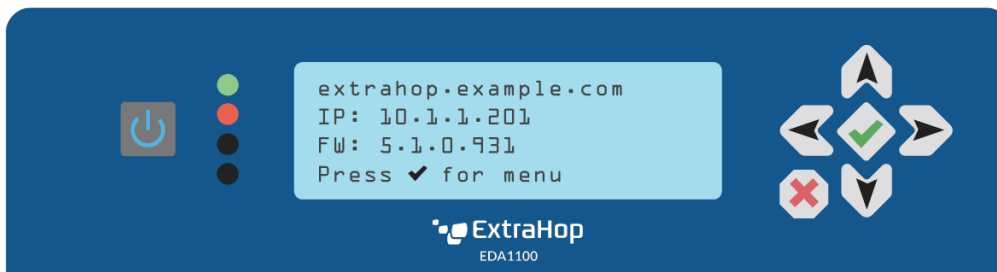 extrahop.example.com
IP: 10.1.1.201
FW: 5.1.0.931
Press ✔ for menu
ExtraHop
EDA1100